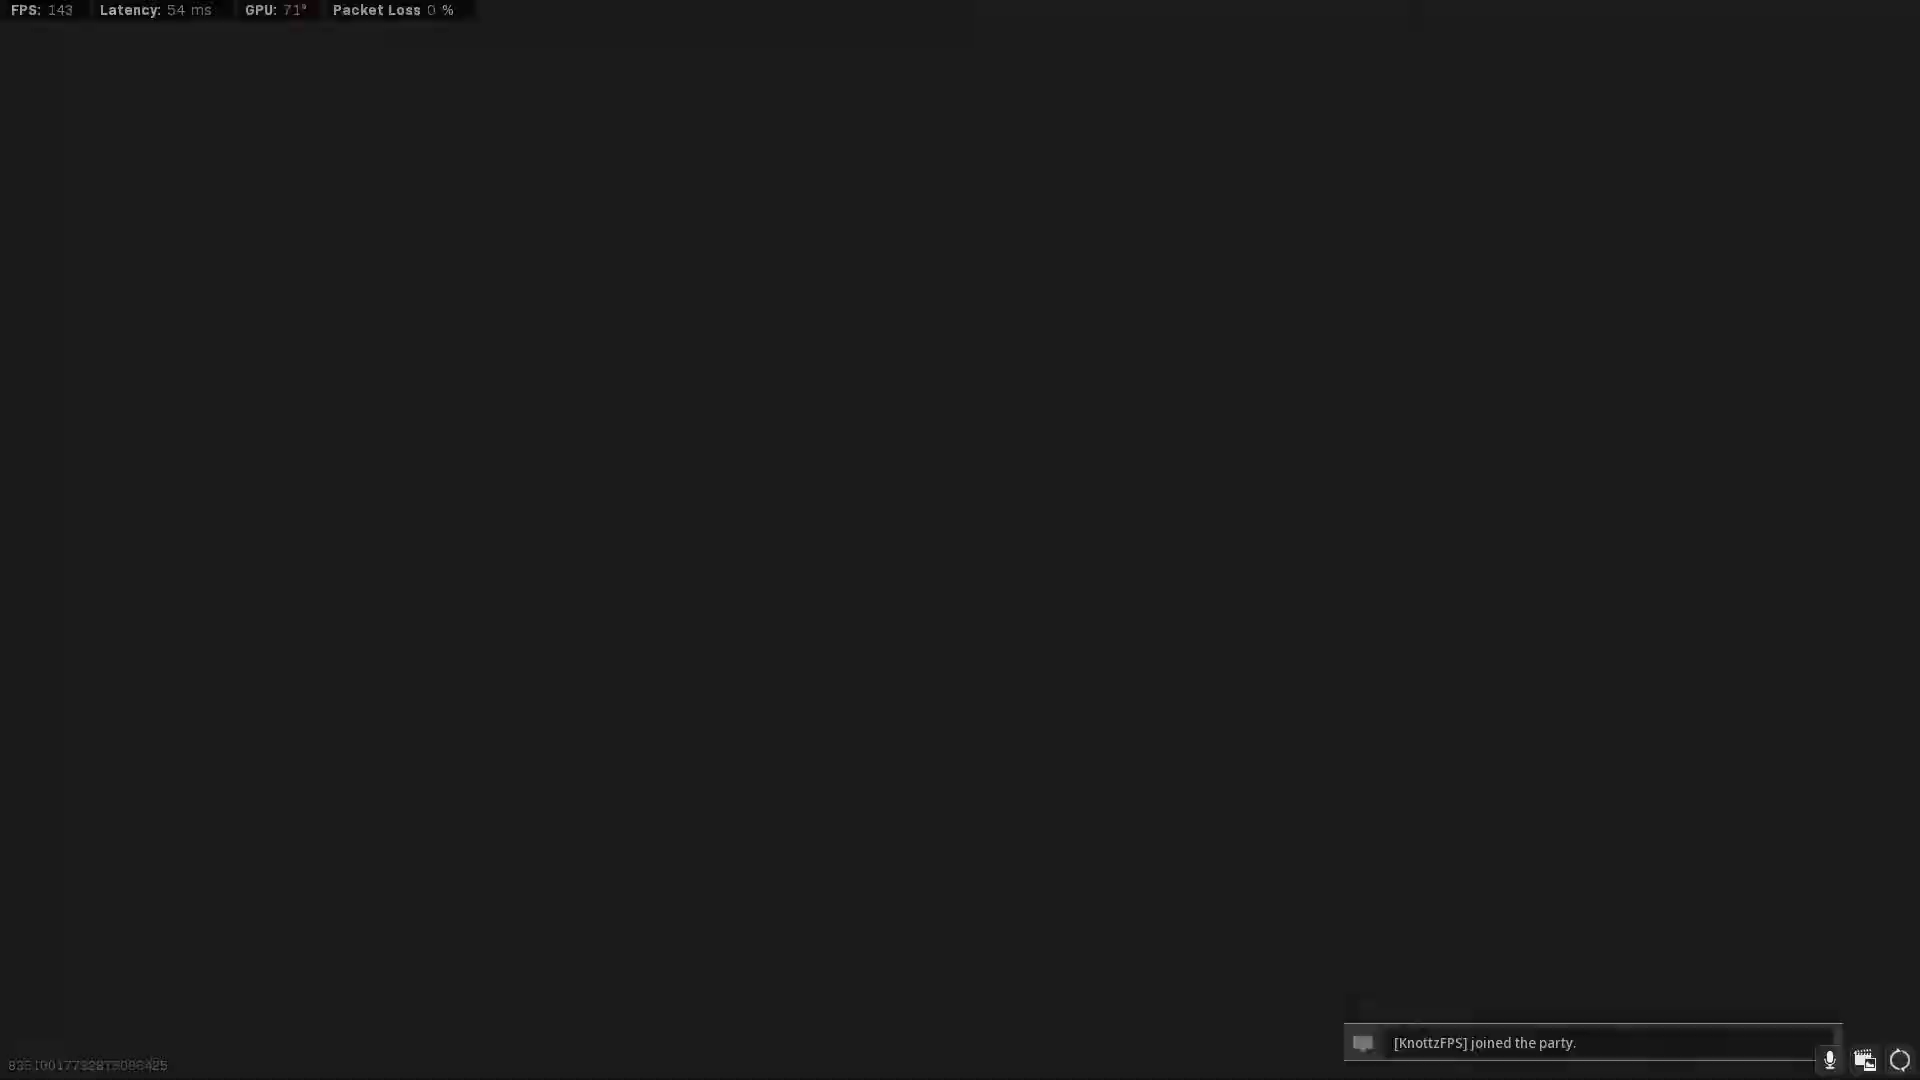 FPS: 143 Latency: 54 ms GPU: 71° Packet Loss 0 %
[KnottzFPS] joined the party.